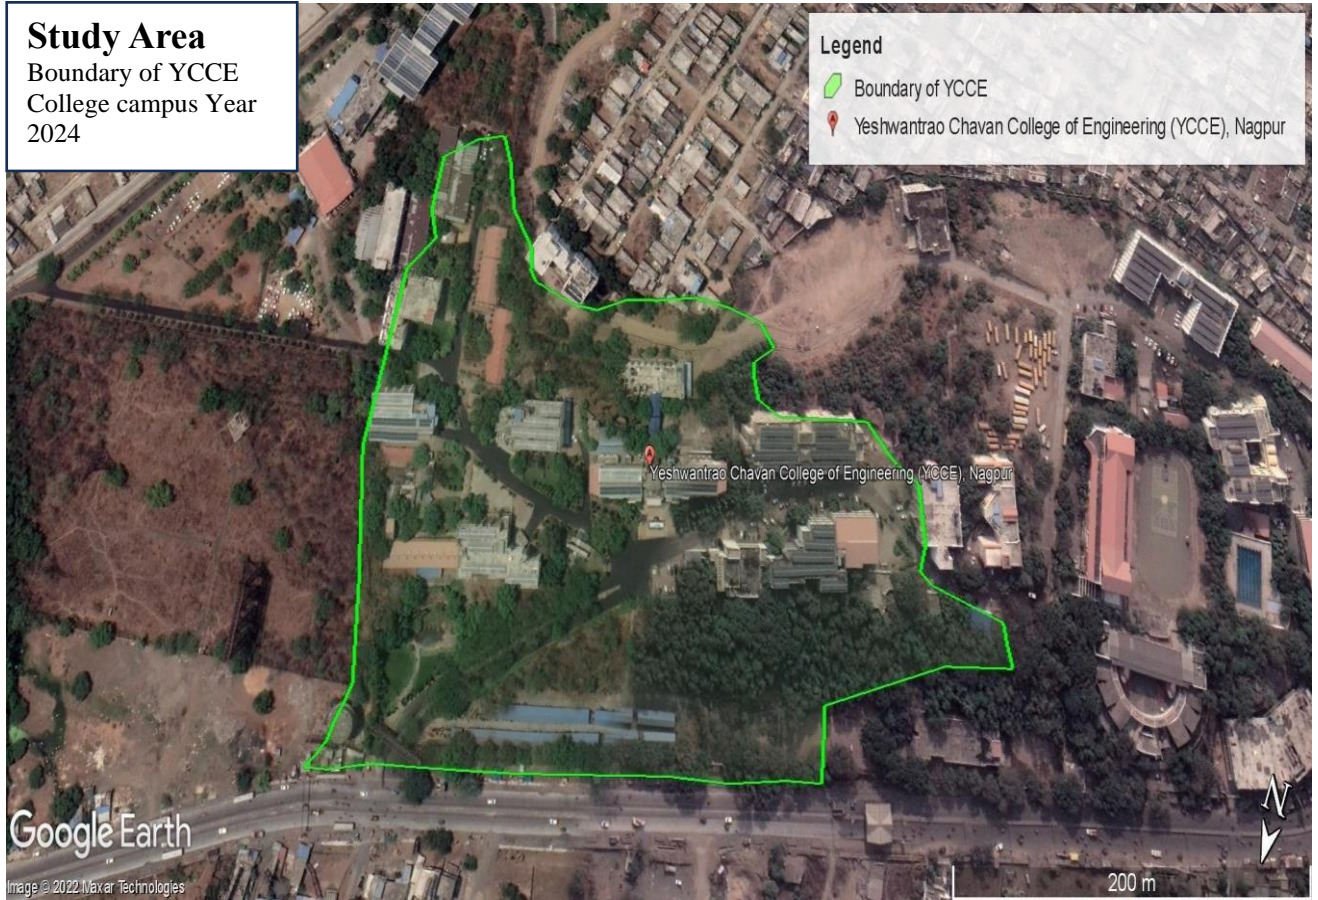 Study Area
Boundary of YCCE
College campus Year
2024
Legend
Boundary of YCCE
A
Yeshwantrao Chavan College of Engineering (YCCE), Nagpur
A
Yeshwantrao Chavan College of Engineering (YCCE), Nagpur
Google Earth
Image © 2022 Maxar Technologies
N
200 m